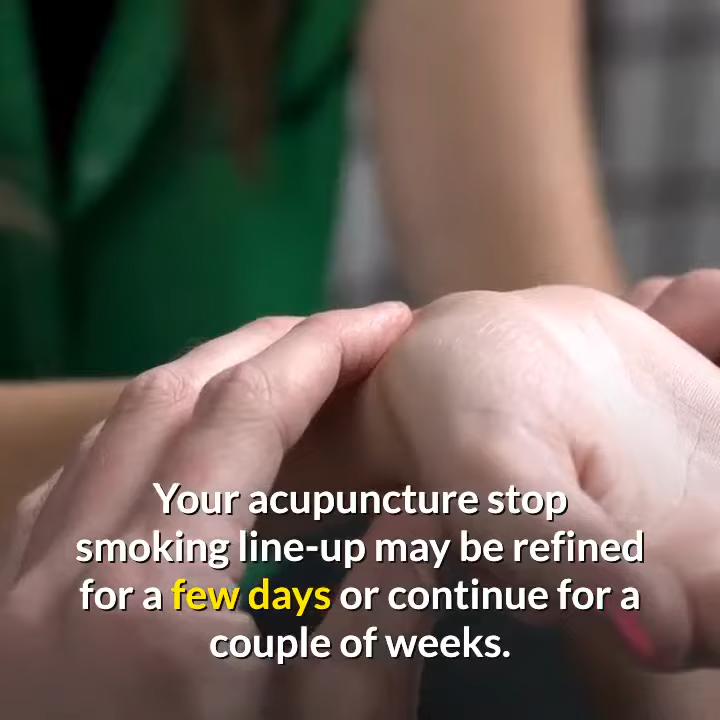 Your acupuncture stop
smoking line-up may be refined
for a few days or continue for a
couple of weeks.